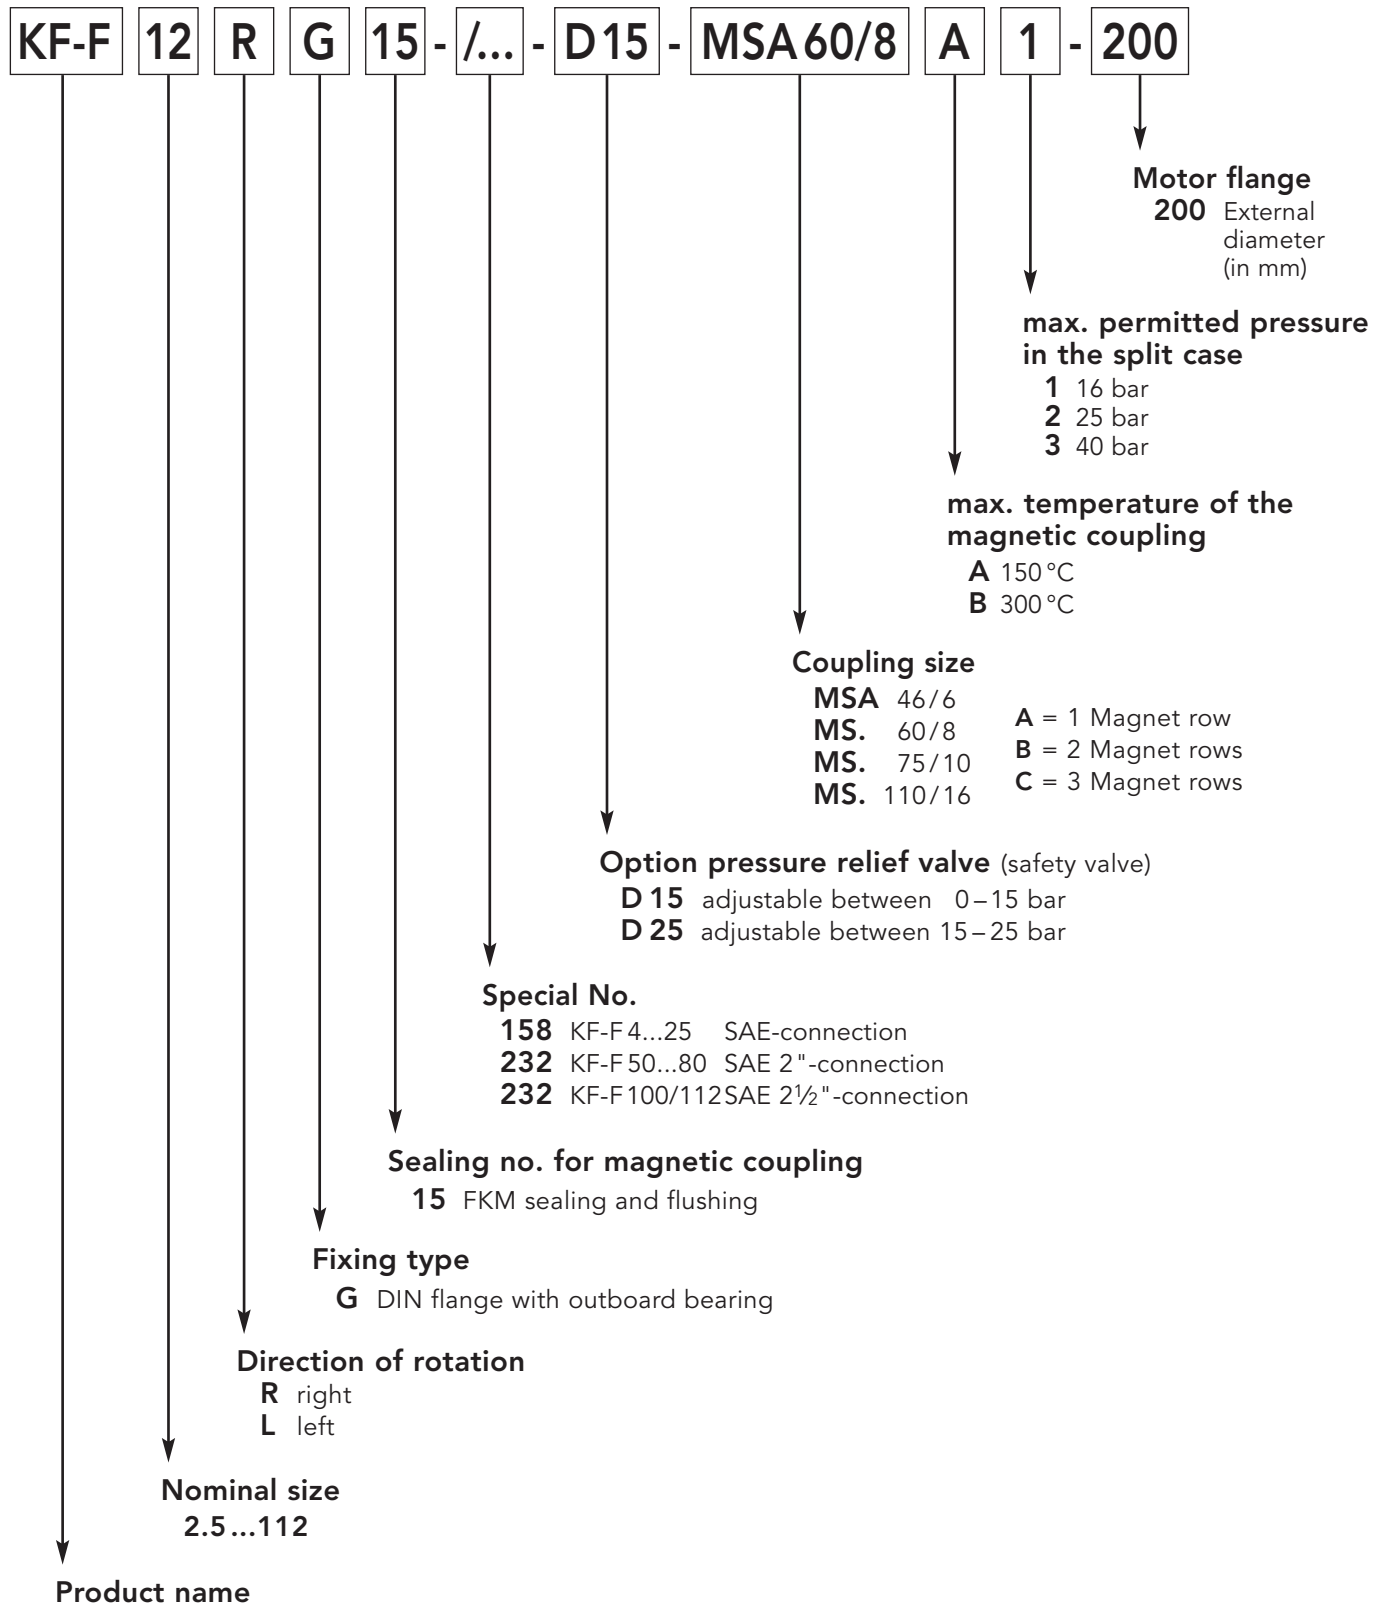 KF-F 12 R G 15 - /... - D15 - MSA60/8 A 1 - 200
Motor flange
200 External
diameter
(in mm)
max. permitted pressure
in the split case
1 16 bar
2 25 bar
3 40 bar
max. temperature of the
magnetic coupling
A 150 °C
B 300 °C
Coupling size
MSA 46/6
MS. 60/8
MS. 75/10
MS. 110/16
A = 1 Magnet row
B = 2 Magnet rows
C = 3 Magnet rows
Option pressure relief valve (safety valve)
D 15 adjustable between 0–15 bar
D 25 adjustable between 15–25 bar
Special No.
158 KF-F 4...25 SAE-connection
232 KF-F 50...80 SAE 2"-connection
232 KF-F 100/112 SAE 2½"-connection
Sealing no. for magnetic coupling
15 FKM sealing and flushing
Fixing type
G DIN flange with outboard bearing
Direction of rotation
R right
L left
Nominal size
2.5...112
Product name